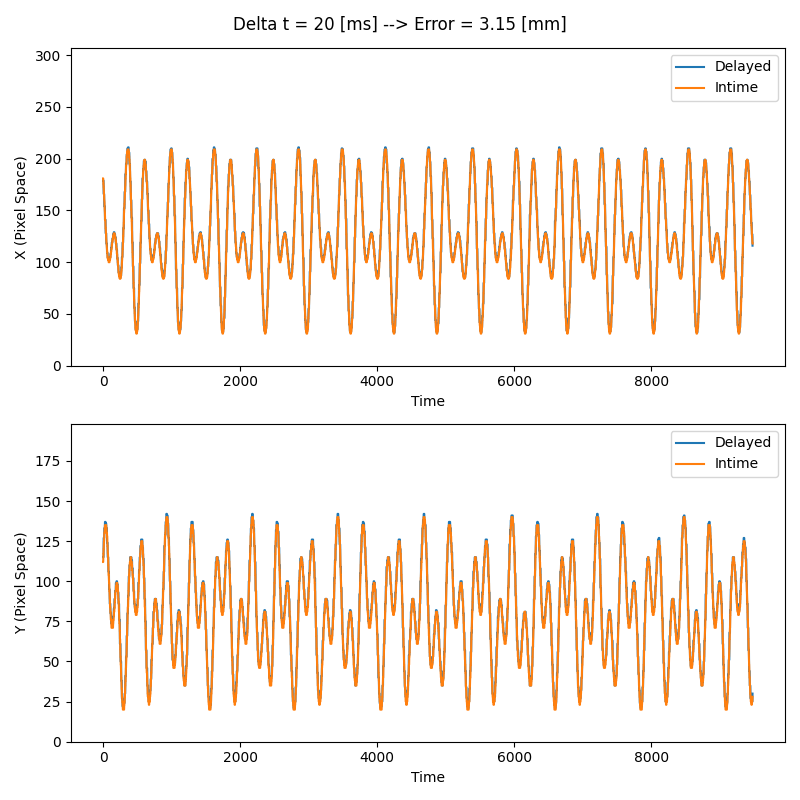 Delta t = 20 [ms] --> Error = 3.15 [mm]
300
250
200
150
100
50
0
X (Pixel Space)
Delayed
Intime
0 2000 4000 6000 8000
Time
175
150
125
100
75
50
25
0
Y (Pixel Space)
Delayed
Intime
0 2000 4000 6000 8000
Time